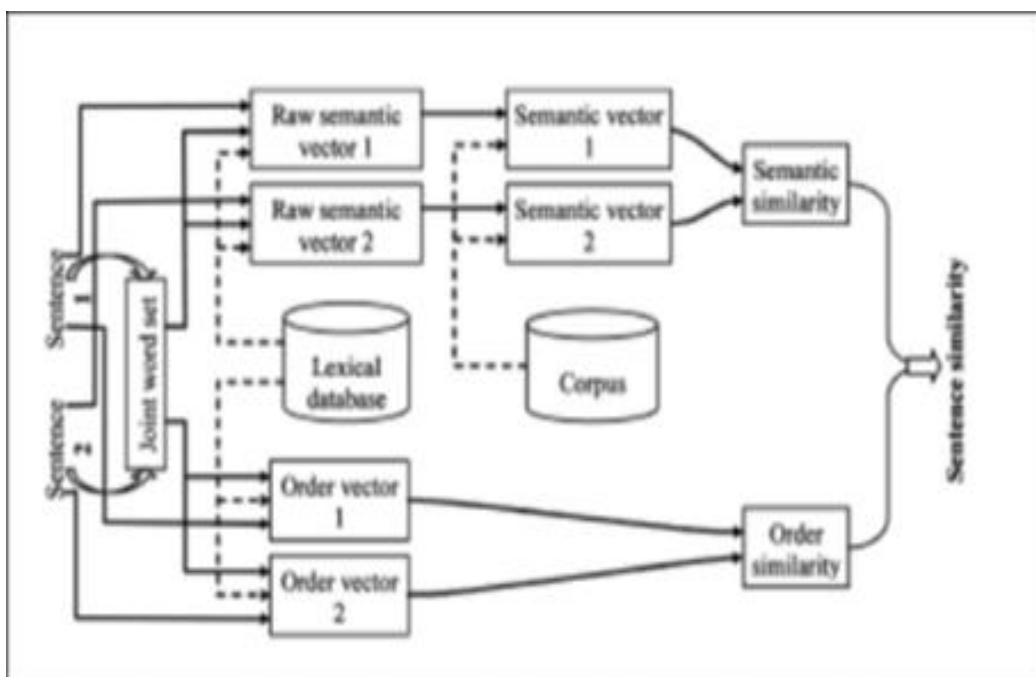 Raw semantic
vector 1
Semantic vector
1
Semantic
similarity
Raw semantic
vector 2
Semantic vector
2
Sentence
1
Joint word set
Lexical
database
Corpus
Sentence similarity
Sentence
2
Order vector
1
Order
similarity
Order vector
2